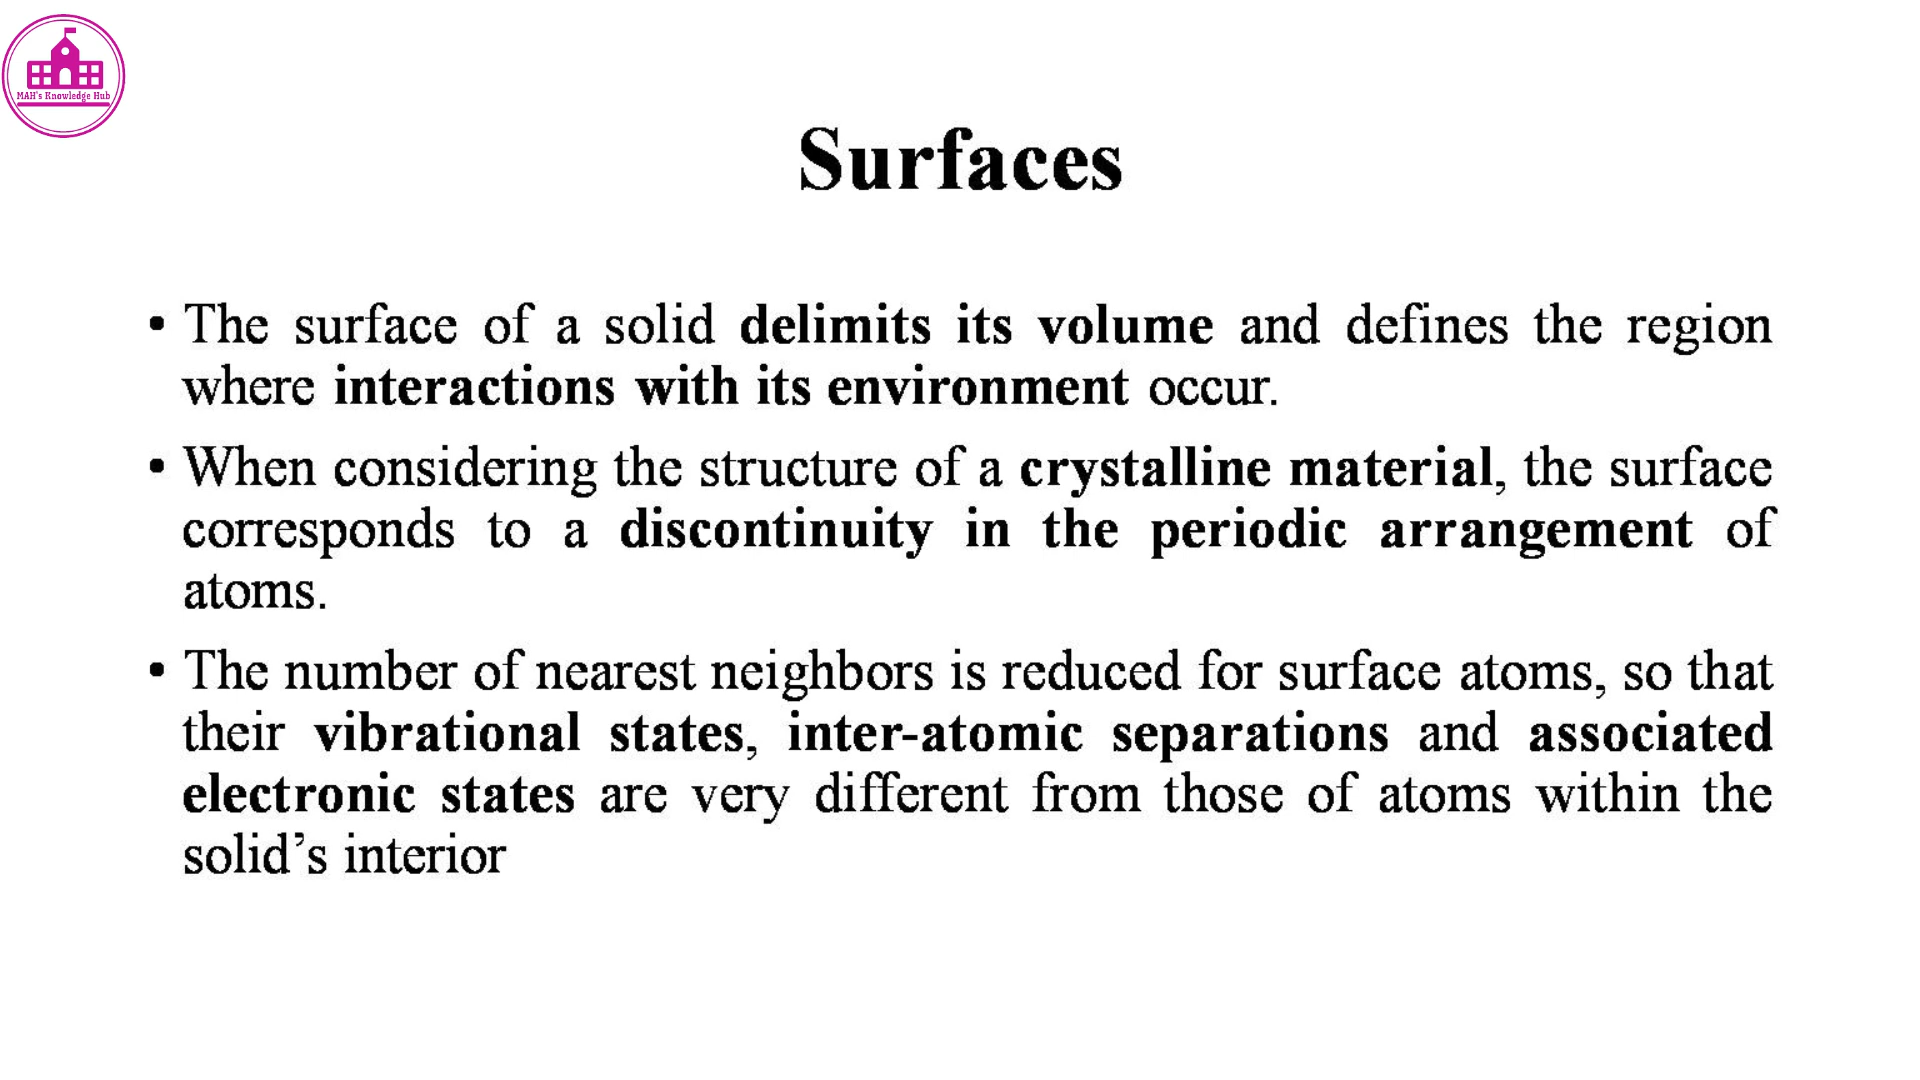 MAH's Knowledge Hub
Surfaces
• The surface of a solid delimits its volume and defines the region
where interactions with its environment occur.
• When considering the structure of a crystalline material, the surface
corresponds to a discontinuity in the periodic arrangement of
atoms.
• The number of nearest neighbors is reduced for surface atoms, so that
their vibrational states, inter-atomic separations and associated
electronic states are very different from those of atoms within the
solid’s interior